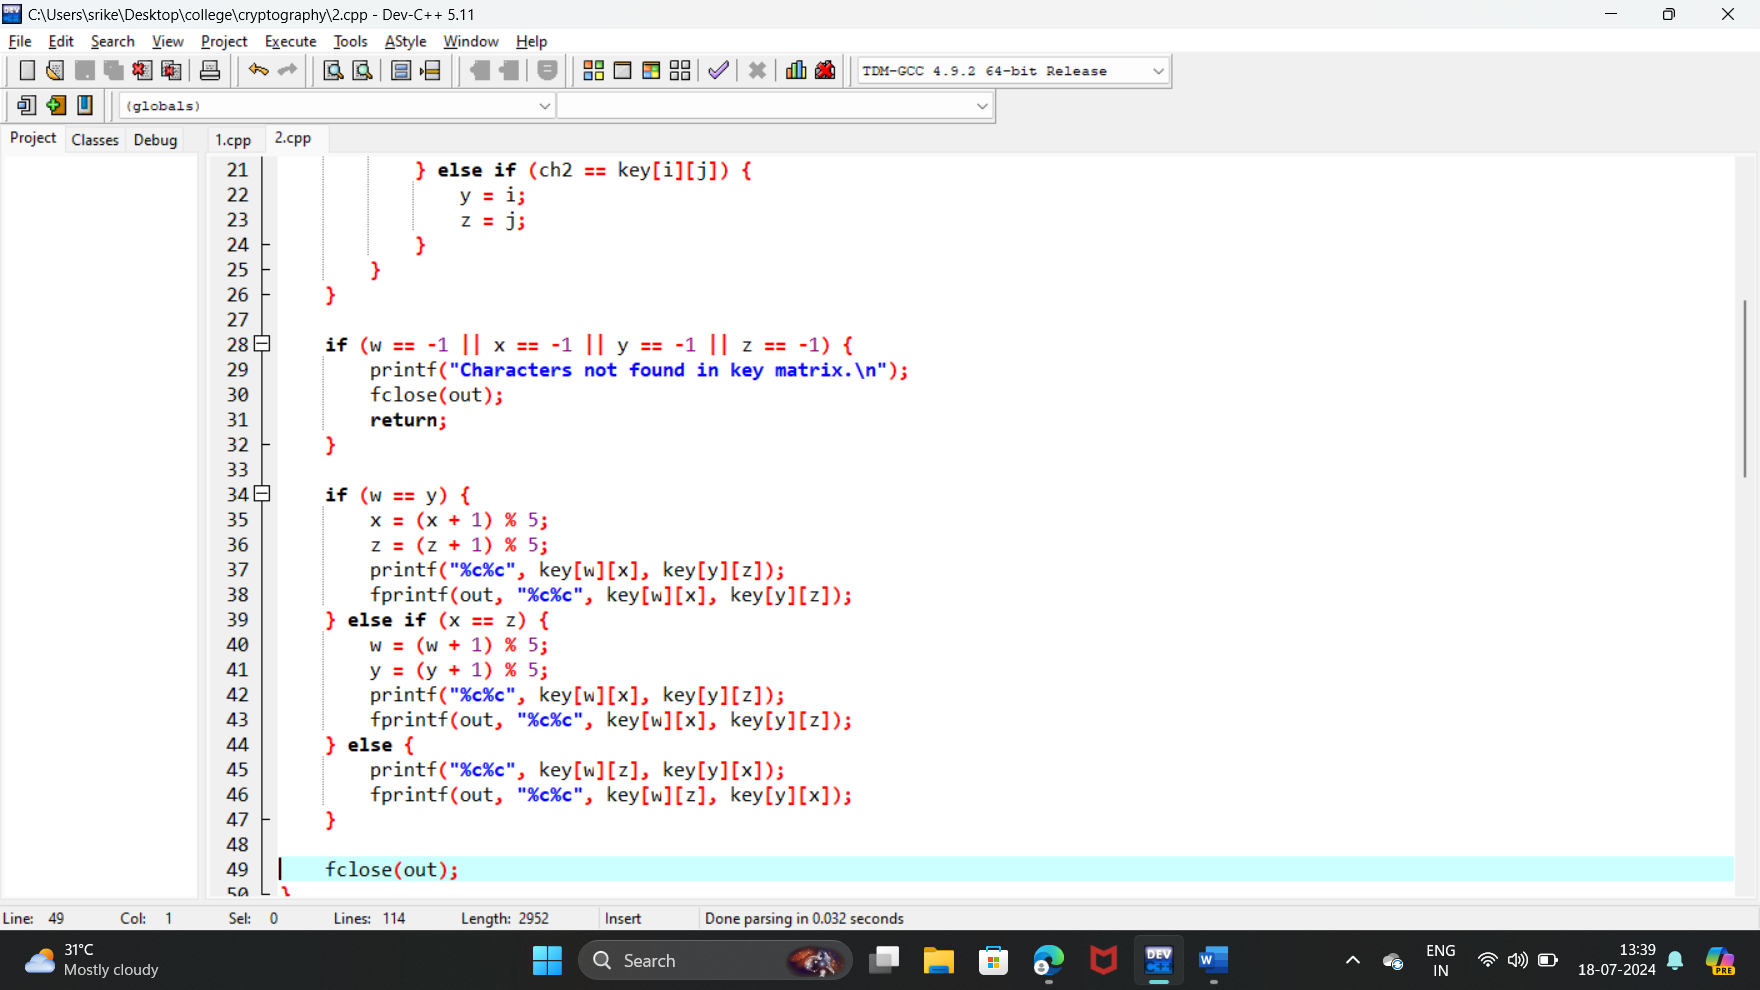 C:\Users\srike\Desktop\college\cryptography\2.cpp - Dev-C++ 5.11
File Edit Search View Project Execute Tools AStyle Window Help
TDM-GCC 4.9.2 64-bit Release
(globals)
Project Classes Debug 1.cpp 2.cpp
21 } else if (ch2 == key[i][j]) {
22 y = i;
23 z = j;
24 }
25 }
26 }
27
28 if (w == -1 || x == -1 || y == -1 || z == -1) {
29 printf("Characters not found in key matrix.\n");
30 fclose(out);
31 return;
32 }
33
34 if (w == y) {
35 x = (x + 1) % 5;
36 z = (z + 1) % 5;
37 printf("%c%c", key[w][x], key[y][z]);
38 fprintf(out, "%c%c", key[w][x], key[y][z]);
39 } else if (x == z) {
40 w = (w + 1) % 5;
41 y = (y + 1) % 5;
42 printf("%c%c", key[w][x], key[y][z]);
43 fprintf(out, "%c%c", key[w][x], key[y][z]);
44 } else {
45 printf("%c%c", key[w][z], key[y][x]);
46 fprintf(out, "%c%c", key[w][z], key[y][x]);
47 }
48
49 fclose(out);
50 }
Line: 49 Col: 1 Sel: 0 Lines: 114 Length: 2952 Insert Done parsing in 0.032 seconds
31°C
Mostly cloudy
Search
DEV
C++
W
ENG
IN
13:39
18-07-2024
PRE